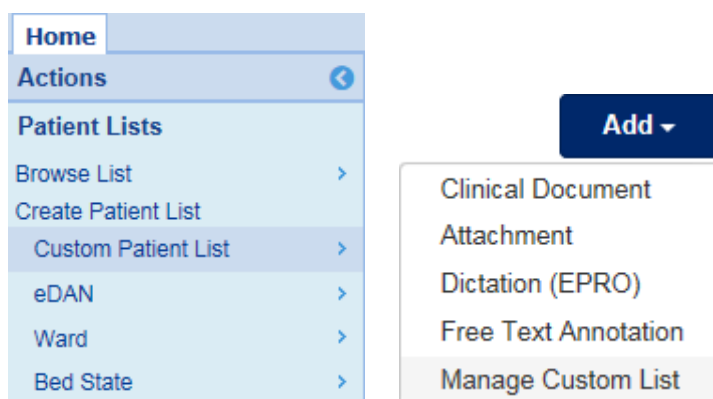 Home
Actions
Patient Lists
Browse List
Create Patient List
Custom Patient List
eDAN
Ward
Bed State
Add
Clinical Document
Attachment
Dictation (EPRO)
Free Text Annotation
Manage Custom List